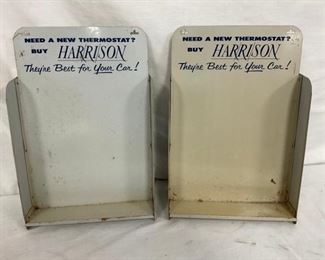 NEED A NEW THERMOSTAT?
BUY HARRISON
They're Best for Your Car!
NEED A NEW THERMOSTAT?
BUY HARRISON
They're Best for Your Car!